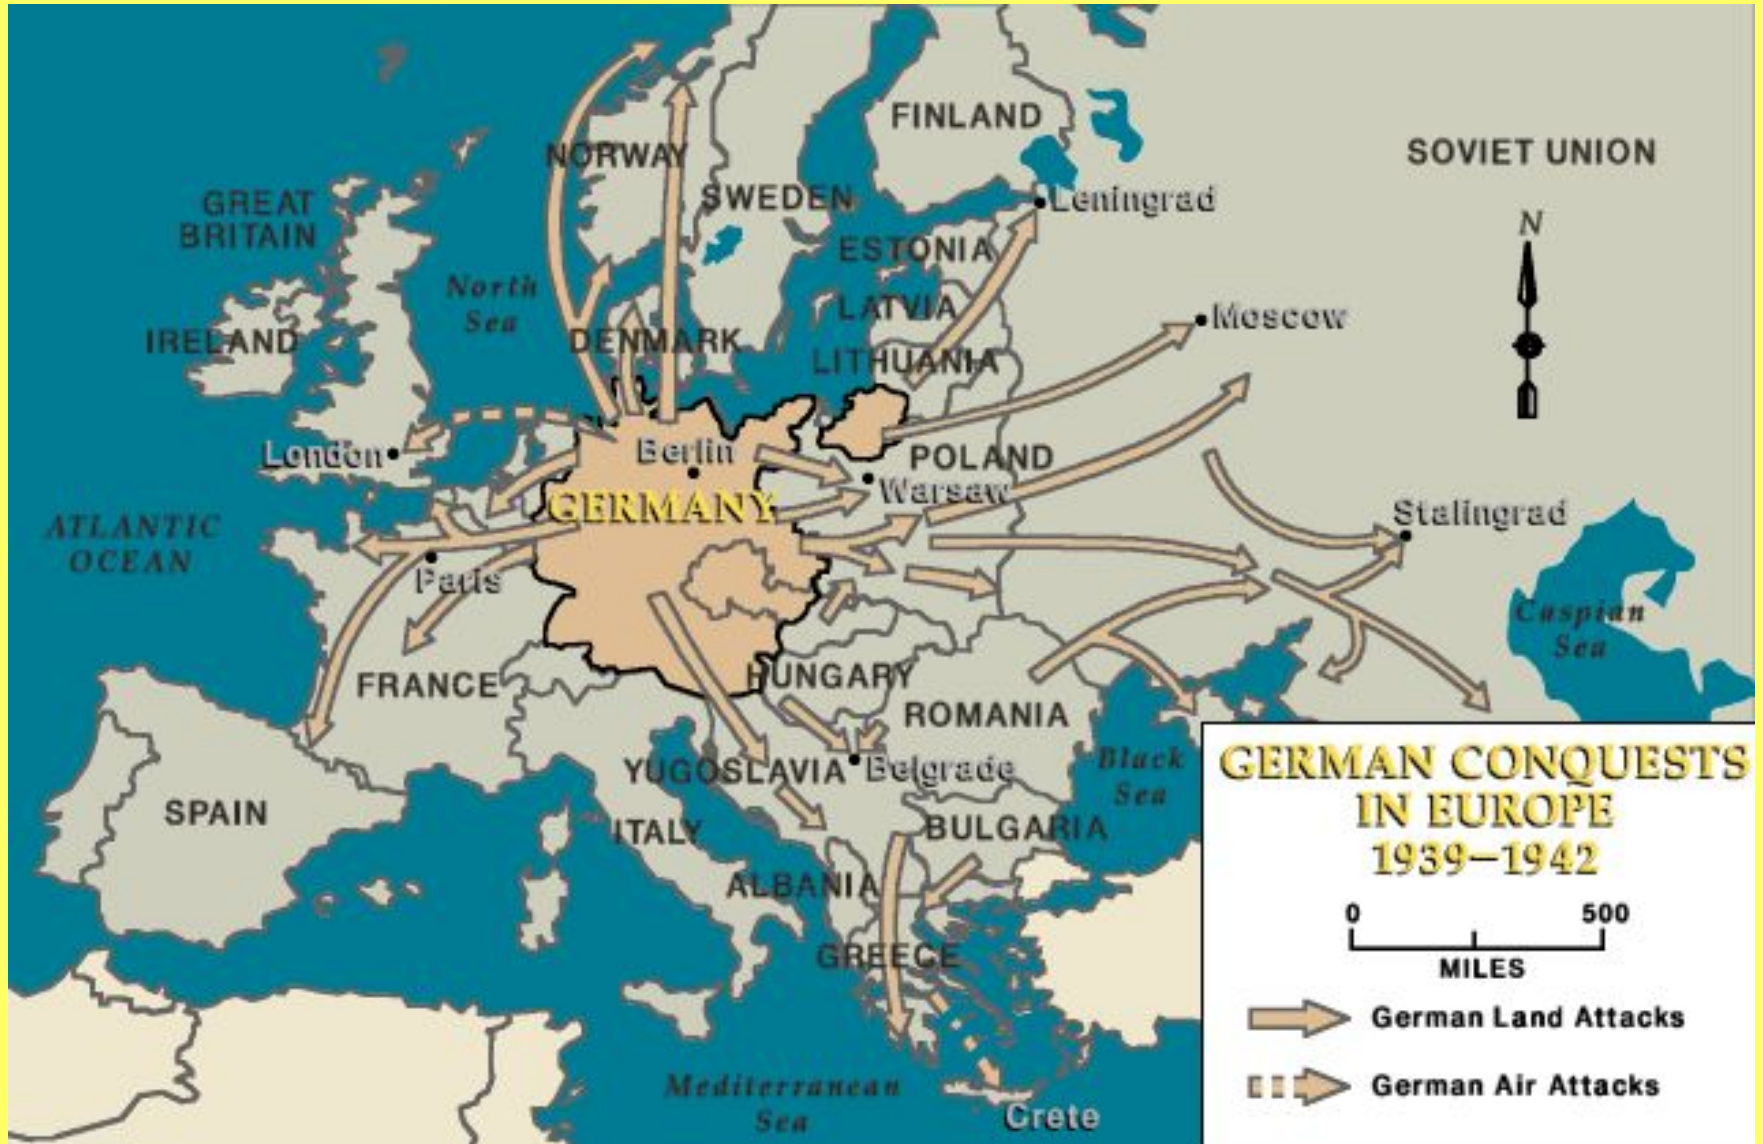 FINLAND
SOVIET UNION
NORWAY
SWEDEN
Leningrad
GREAT
BRITAIN
N
ESTONIA
North
Sea
LATVIA
Moscow
IRELAND
DENMARK
LITHUANIA
London
Berlin
POLAND
Warsaw
GERMANY
Stalingrad
ATLANTIC
OCEAN
Paris
Caspian
Sea
FRANCE
HUNGARY
ROMANIA
YUGOSLAVIA
Belgrade
Black
Sea
SPAIN
ITALY
BULGARIA
ALBANIA
GREECE
Mediterranean
Sea
Crete
GERMAN CONQUESTS
IN EUROPE
1939–1942
0 500
MILES
German Land Attacks
German Air Attacks